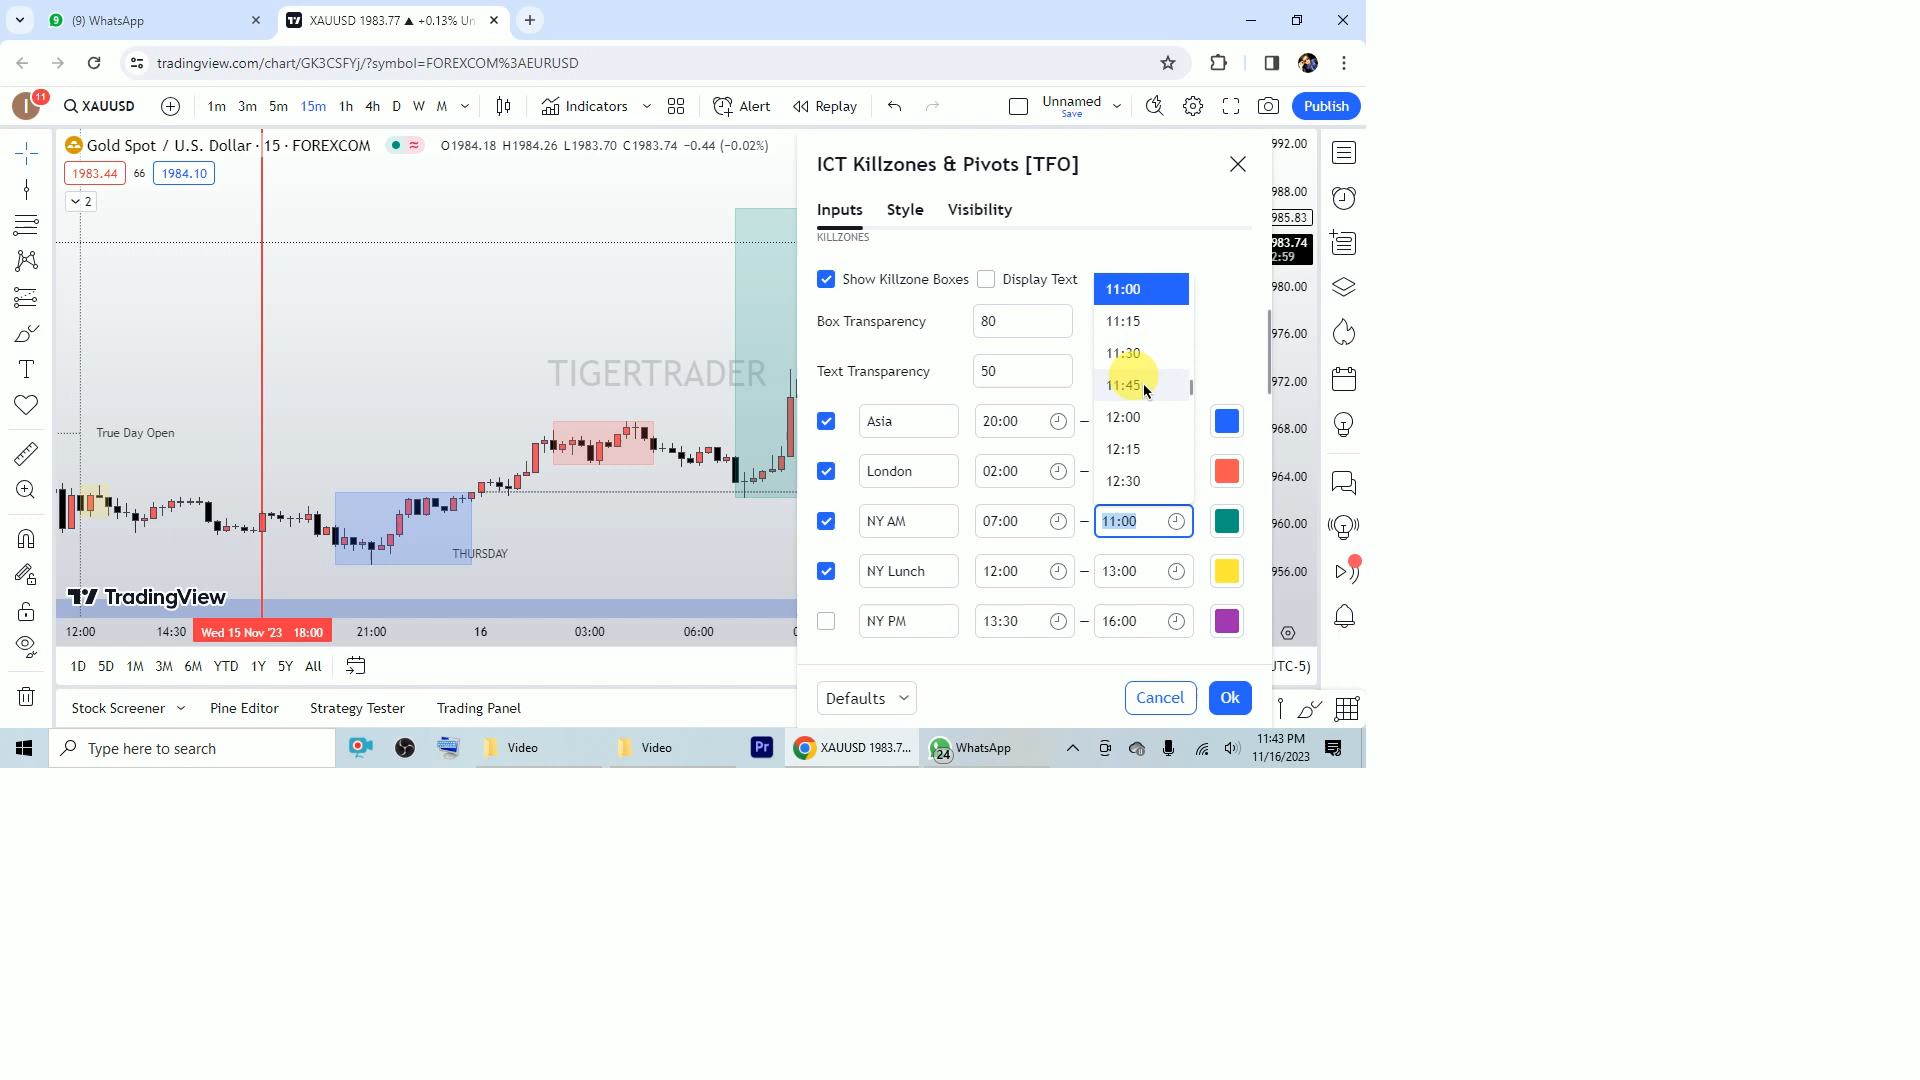 9
(9) WhatsApp
XAUUSD 1983.77 ▲ +0.13% Un
tradingview.com/chart/GK3CSFYj/?symbol=FOREXCOM%3AEURUSD
I
11
XAUUSD
1m 3m 5m 15m 1h 4h D W M
Indicators
Alert
Replay
Unnamed
Save
Publish
Gold Spot / U.S. Dollar · 15 · FOREXCOM
O1984.18 H1984.26 L1983.70 C1983.74 −0.44 (−0.02%)
1983.44 66 1984.10
2
TIGERTRADER
True Day Open
THURSDAY
TradingView
12:00 14:30 Wed 15 Nov '23 18:00 21:00 16 03:00 06:00
992.00
988.00
985.83
983.74
2:59
980.00
976.00
972.00
968.00
964.00
960.00
956.00
ICT Killzones & Pivots [TFO]
Inputs Style Visibility
KILLZONES
Show Killzone Boxes Display Text
Box Transparency 80
Text Transparency 50
11:00
11:15
11:30
11:45
12:00
12:15
12:30
Asia 20:00 –
London 02:00 –
NY AM 07:00 – 11:00
NY Lunch 12:00 – 13:00
NY PM 13:30 – 16:00
Defaults
Cancel
Ok
1D 5D 1M 3M 6M YTD 1Y 5Y All
UTC-5)
Stock Screener Pine Editor Strategy Tester Trading Panel
Type here to search
Video
Video
Pr
XAUUSD 1983.7...
24
WhatsApp
11:43 PM
11/16/2023